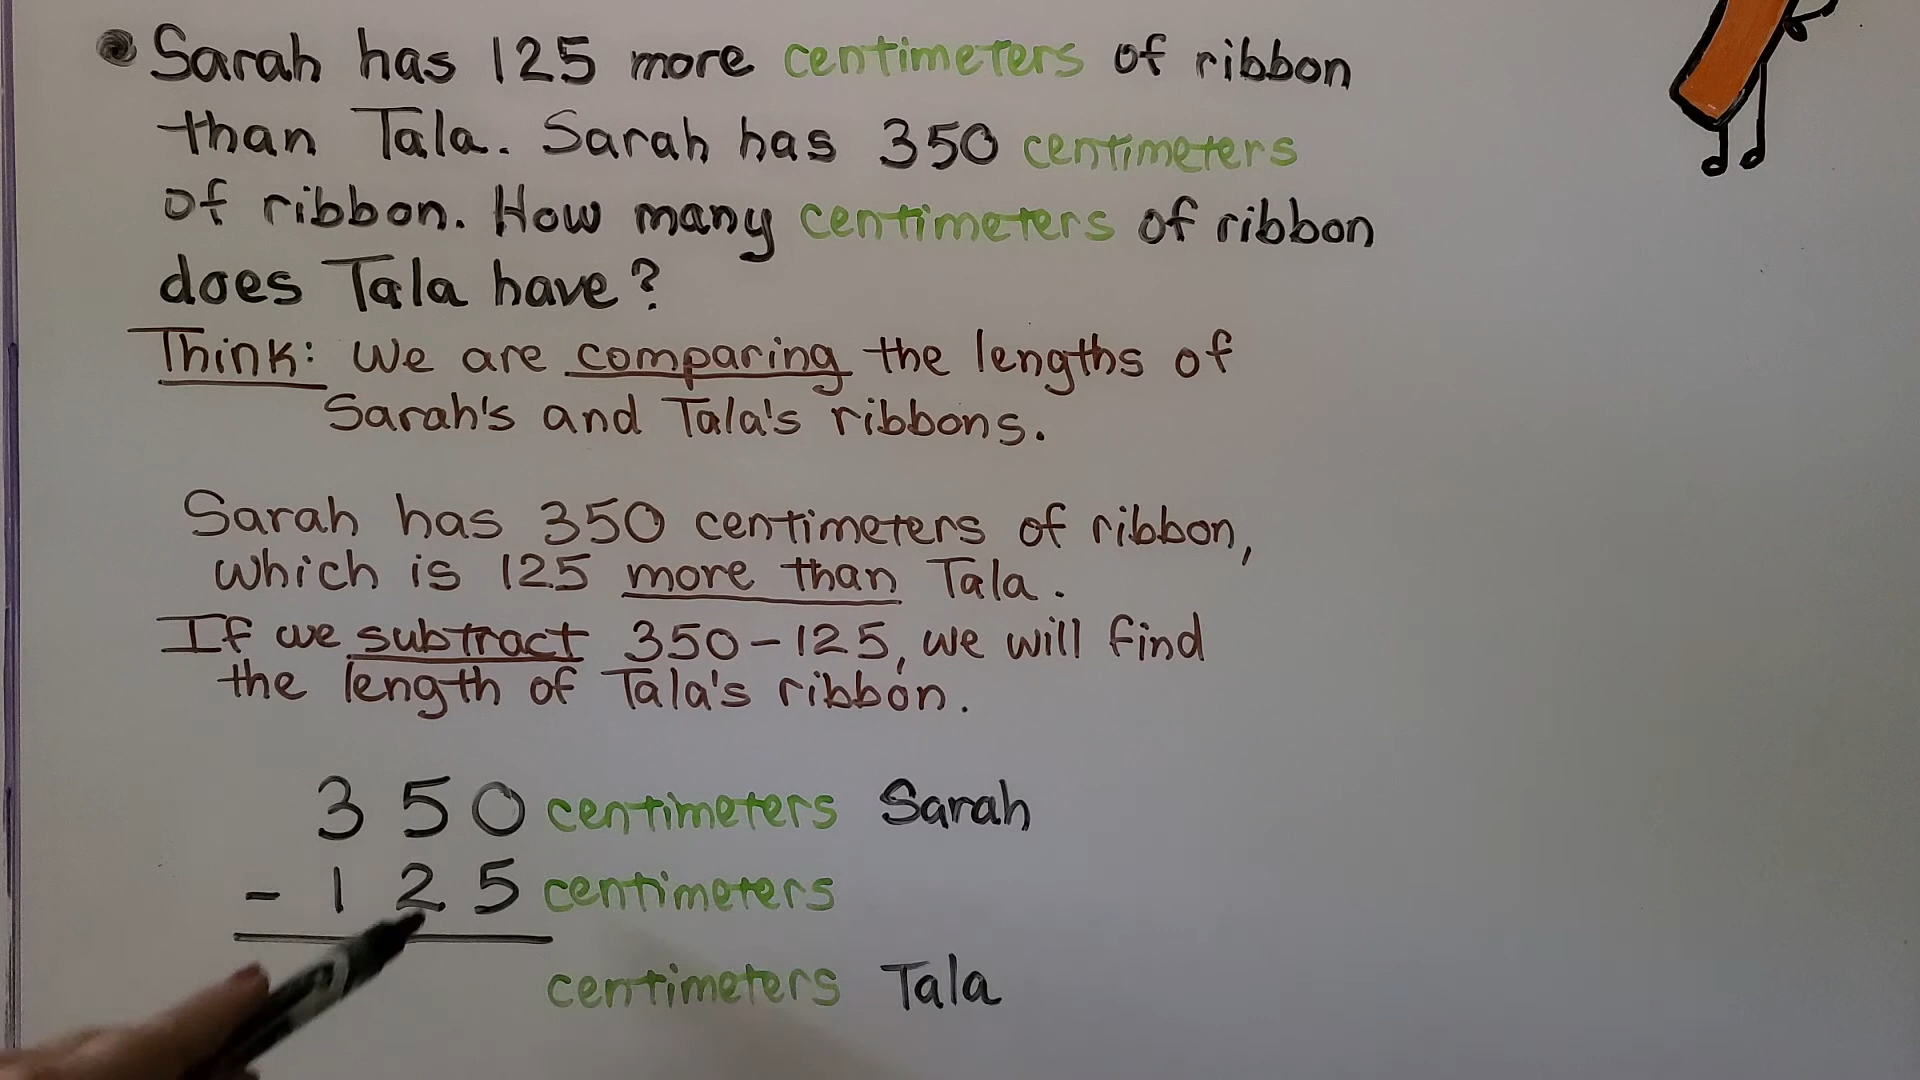 Sarah has 125 more centimeters of ribbon
than Tala. Sarah has 350 centimeters
of ribbon. How many centimeters of ribbon
does Tala have?
Think: We are comparing the lengths of
Sarah's and Tala's ribbons.
Sarah has 350 centimeters of ribbon,
which is 125 more than Tala.
If we subtract 350-125, we will find
the length of Tala's ribbon.
350 centimeters Sarah
- 125 centimeters
centimeters Tala